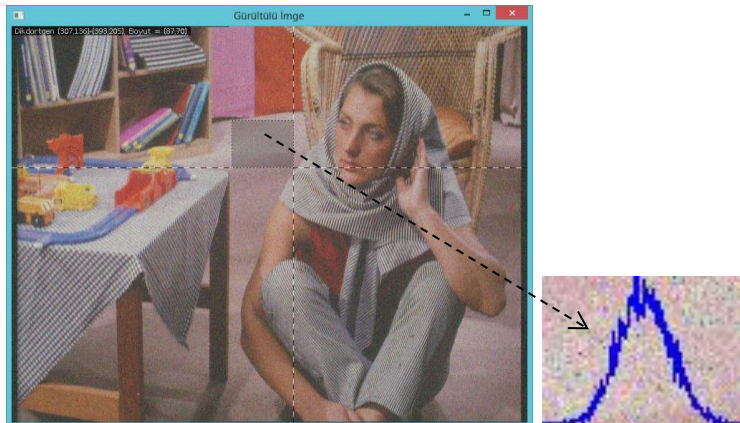 Gürültülü İmge
Dikdörtgen (307,136)-(393,205), Boyut = (87,70)